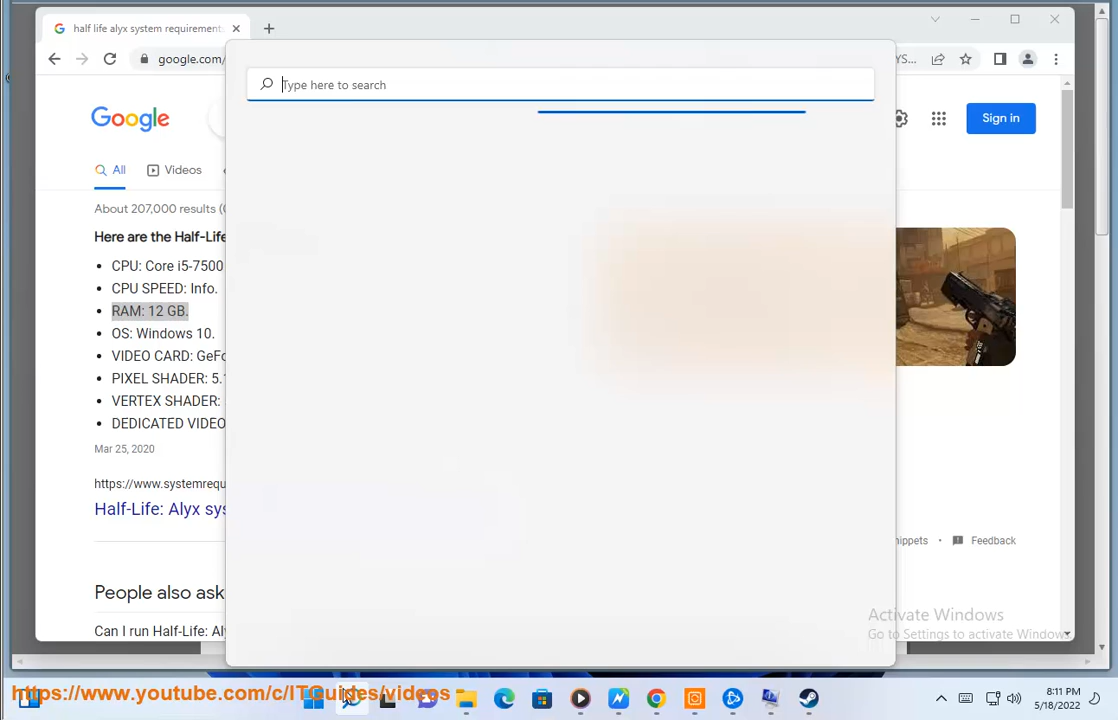 half life alyx system requirement
google.com/
YS...
Type here to search
Google
Sign in
All
Videos
About 207,000 results (
Here are the Half-Life
CPU: Core i5-7500
CPU SPEED: Info.
RAM: 12 GB.
OS: Windows 10.
VIDEO CARD: GeFo
PIXEL SHADER: 5.
VERTEX SHADER:
DEDICATED VIDEO
Mar 25, 2020
https://www.systemrequ
Half-Life: Alyx sys
nippets
Feedback
People also ask
Can I run Half-Life: Aly
Activate Windows
Go to Settings to activate Windows.
https://www.youtube.com/c/ITGuides/videos
8:11 PM
5/18/2022